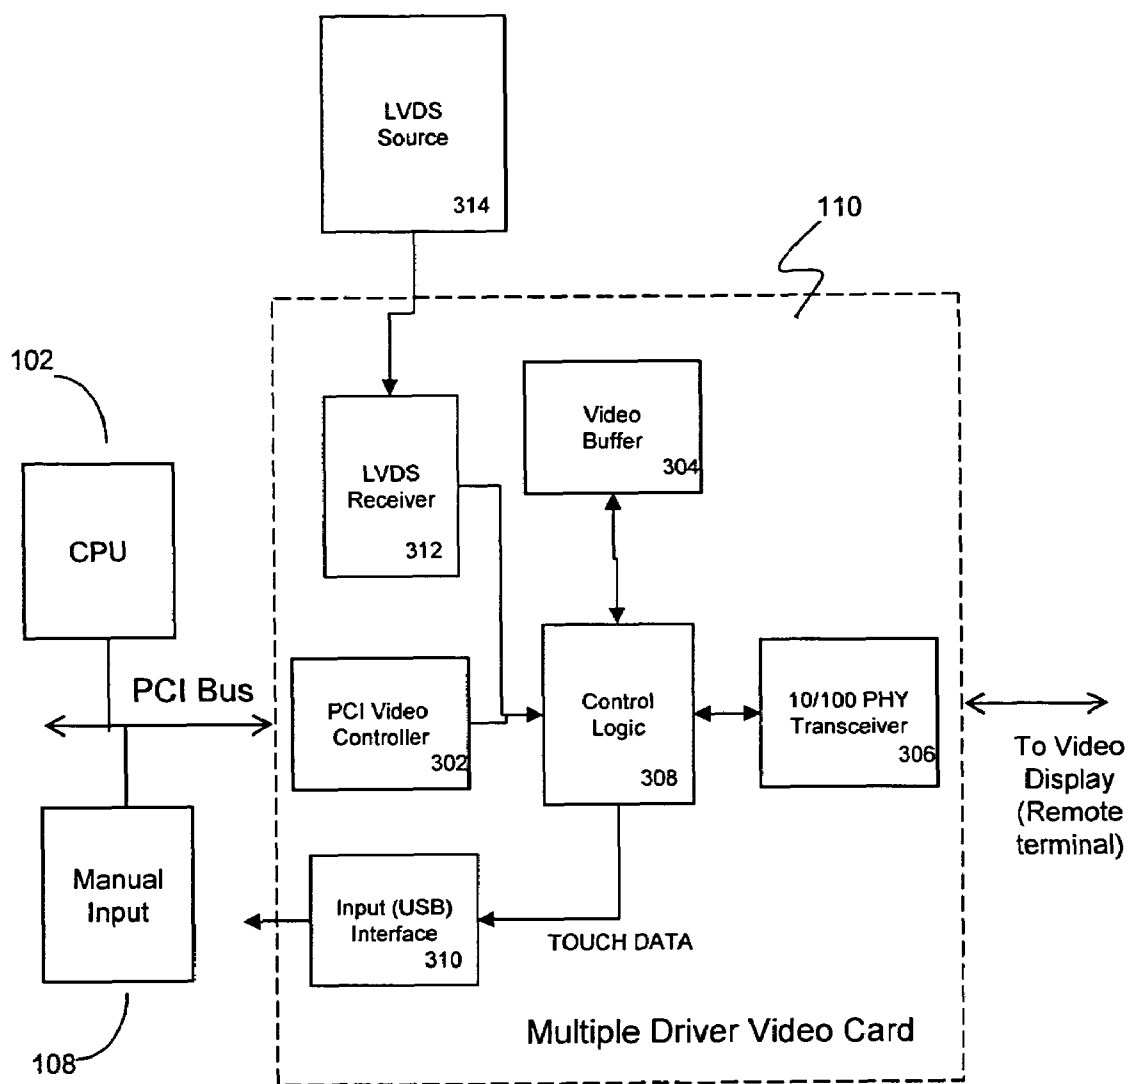 LVDS
Source
314
110
102
Video
Buffer
304
LVDS
Receiver
312
CPU
PCI Bus
PCI Video
Controller
302
Control
Logic
308
10/100 PHY
Transceiver
306
To Video
Display
(Remote
terminal)
Manual
Input
Input (USB)
Interface
310
TOUCH DATA
Multiple Driver Video Card
108